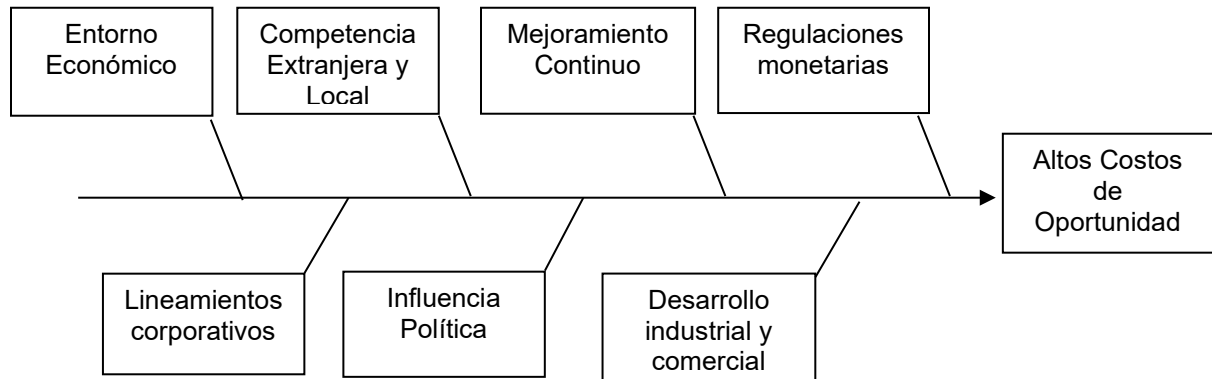 Entorno
Económico
Competencia
Extranjera y
Local
Mejoramiento
Continuo
Regulaciones
monetarias
Altos Costos
de
Oportunidad
Lineamientos
corporativos
Influencia
Política
Desarrollo
industrial y
comercial